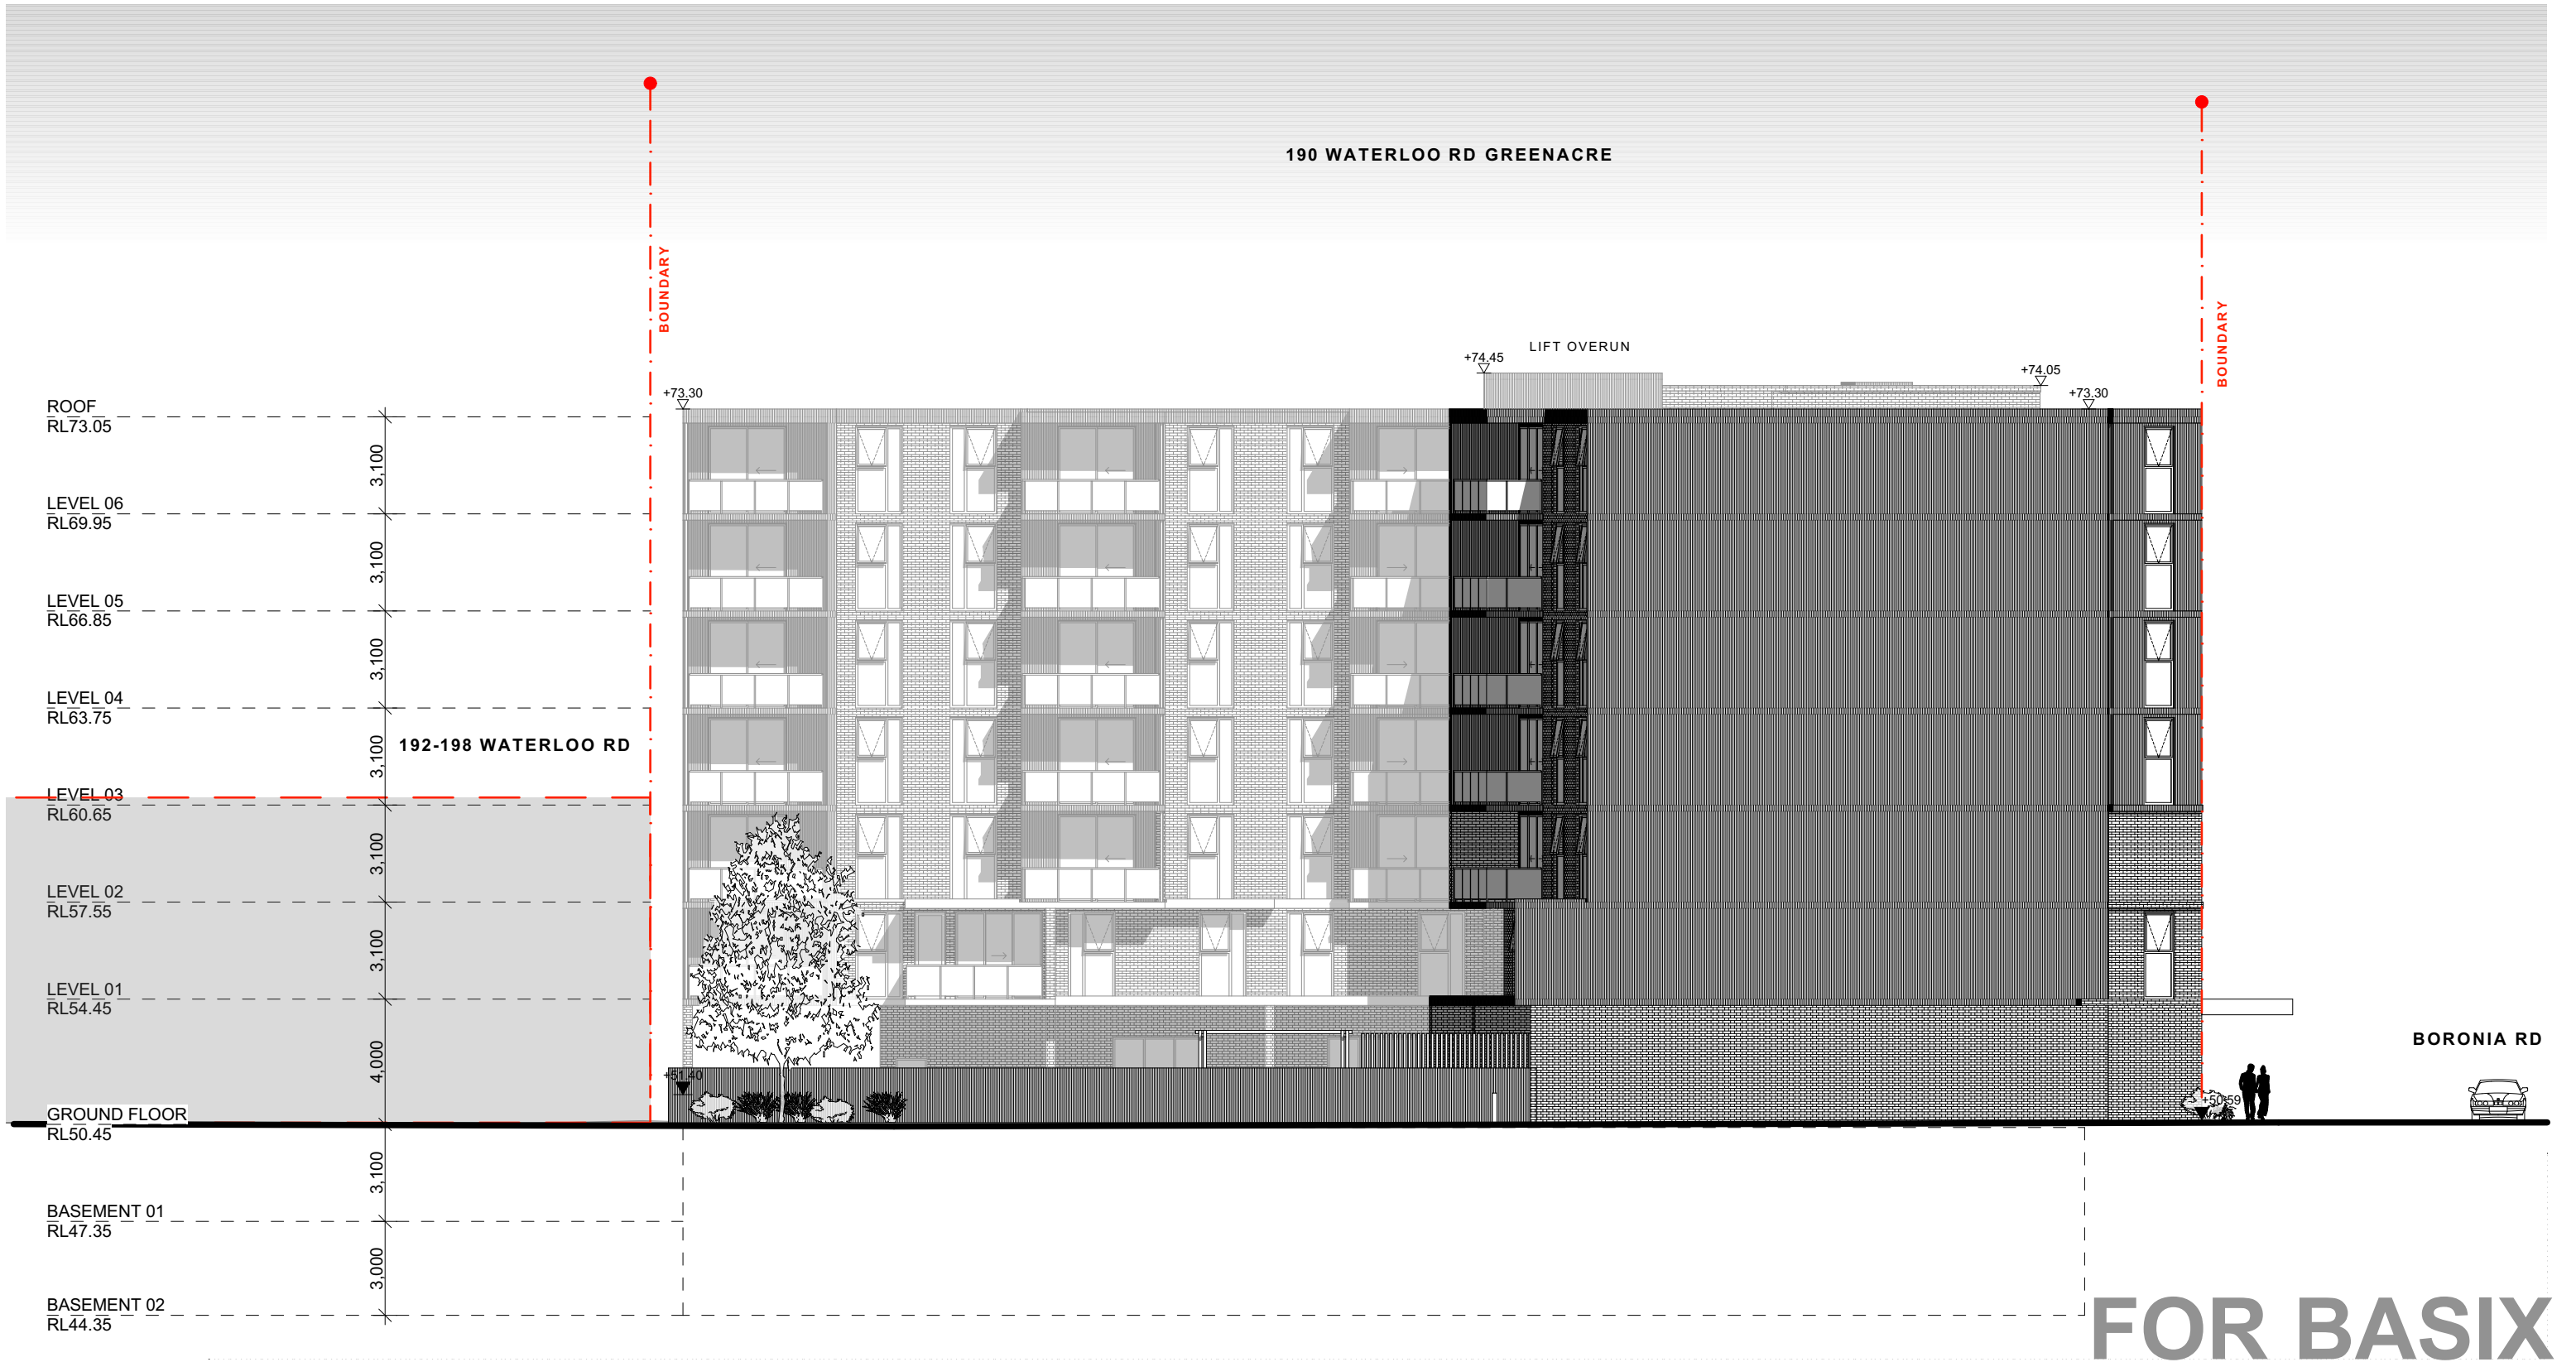 190 WATERLOO RD GREENACRE
BOUNDARY
BOUNDARY
LIFT OVERUN
+74.45
+74.05
+73.30
+73.30
ROOF
RL73.05
3,100
LEVEL 06
RL69.95
3,100
LEVEL 05
RL66.85
3,100
LEVEL 04
RL63.75
3,100
192-198 WATERLOO RD
LEVEL 03
RL60.65
3,100
LEVEL 02
RL57.55
3,100
LEVEL 01
RL54.45
4,000
BORONIA RD
+51.40
+50.59
GROUND FLOOR
RL50.45
3,100
BASEMENT 01
RL47.35
3,000
BASEMENT 02
RL44.35
FOR BASIX